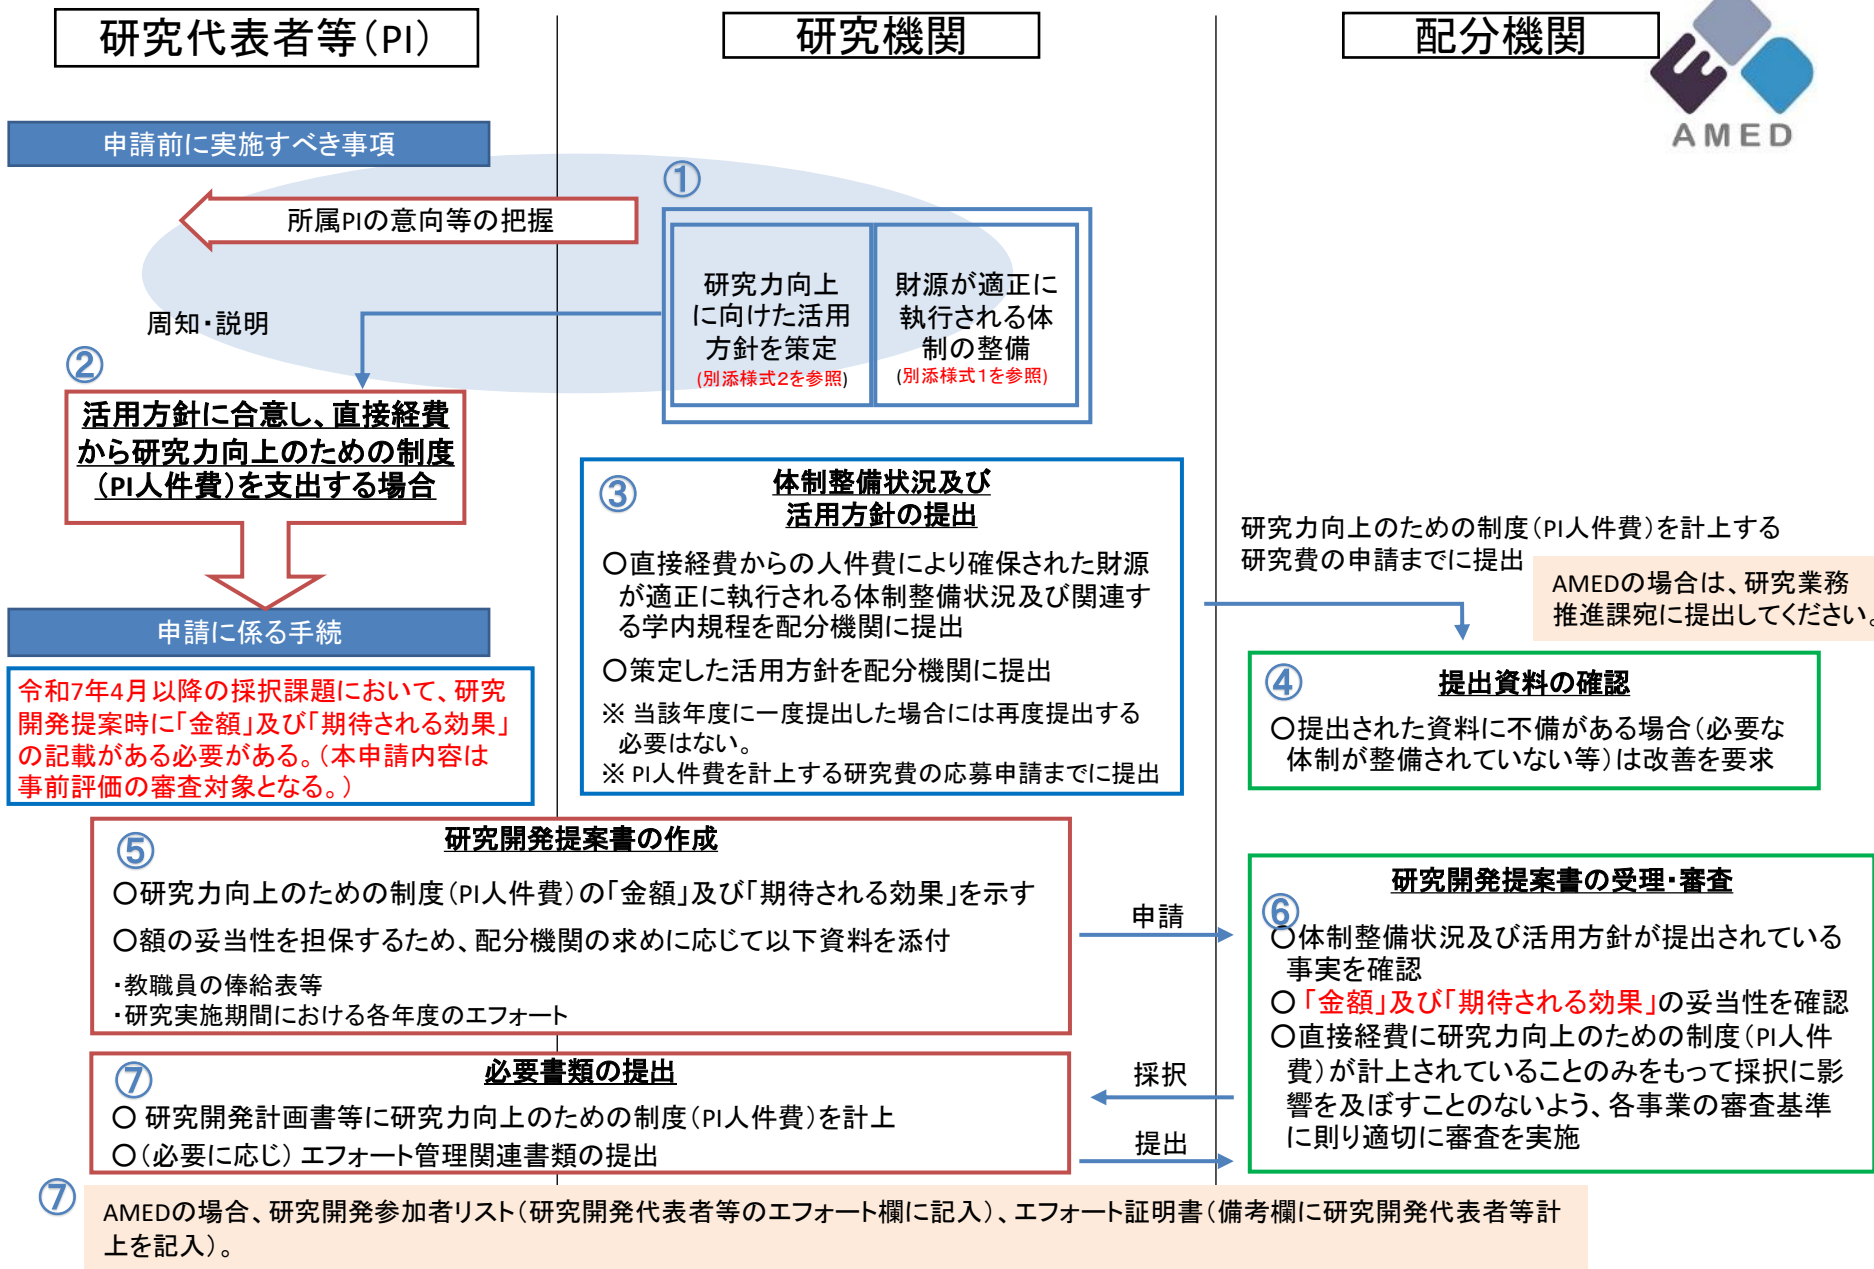 研究代表者等(PI)
研究機関
配分機関
AMED
申請前に実施すべき事項
①
所属PIの意向等の把握
研究力向上
に向けた活用
方針を策定
(別添様式2を参照)
財源が適正に
執行される体
制の整備
(別添様式1を参照)
周知・説明
②
活用方針に合意し、直接経費
から研究力向上のための制度
(PI人件費)を支出する場合
③
体制整備状況及び
活用方針の提出
〇直接経費からの人件費により確保された財源
が適正に執行される体制整備状況及び関連す
る学内規程を配分機関に提出
〇策定した活用方針を配分機関に提出
※ 当該年度に一度提出した場合には再度提出する
必要はない。
※ PI人件費を計上する研究費の応募申請までに提出
研究力向上のための制度(PI人件費)を計上する
研究費の申請までに提出
AMEDの場合は、研究業務
推進課宛に提出してください。
申請に係る手続
令和7年4月以降の採択課題において、研究
開発提案時に「金額」及び「期待される効果」
の記載がある必要がある。(本申請内容は
事前評価の審査対象となる。)
④
提出資料の確認
〇提出された資料に不備がある場合(必要な
体制が整備されていない等)は改善を要求
⑤
研究開発提案書の作成
〇研究力向上のための制度(PI人件費)の「金額」及び「期待される効果」を示す
〇額の妥当性を担保するため、配分機関の求めに応じて以下資料を添付
・教職員の俸給表等
・研究実施期間における各年度のエフォート
申請
研究開発提案書の受理・審査
⑥
〇体制整備状況及び活用方針が提出されている
事実を確認
〇「金額」及び「期待される効果」の妥当性を確認
〇直接経費に研究力向上のための制度(PI人件
費)が計上されていることのみをもって採択に影
響を及ぼすことのないよう、各事業の審査基準
に則り適切に審査を実施
⑦
必要書類の提出
〇 研究開発計画書等に研究力向上のための制度(PI人件費)を計上
〇(必要に応じ) エフォート管理関連書類の提出
採択
提出
⑦
AMEDの場合、研究開発参加者リスト(研究開発代表者等のエフォート欄に記入)、エフォート証明書(備考欄に研究開発代表者等計
上を記入)。